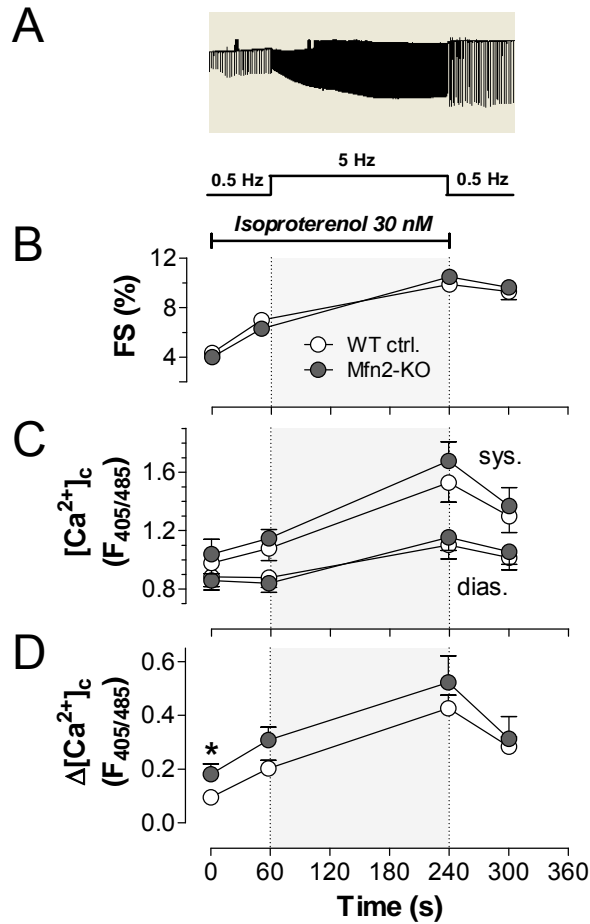 A
0.5 Hz
5 Hz
0.5 Hz
Isoproterenol 30 nM
B
FS (%)
12
8
4
WT ctrl.
Mfn2-KO
C
[Ca²⁺]c
(F405/485)
1.6
1.2
0.8
sys.
dias.
D
Δ[Ca²⁺]c
(F405/485)
0.6
0.4
0.2
0.0
*
0 60 120 180 240 300 360
Time (s)